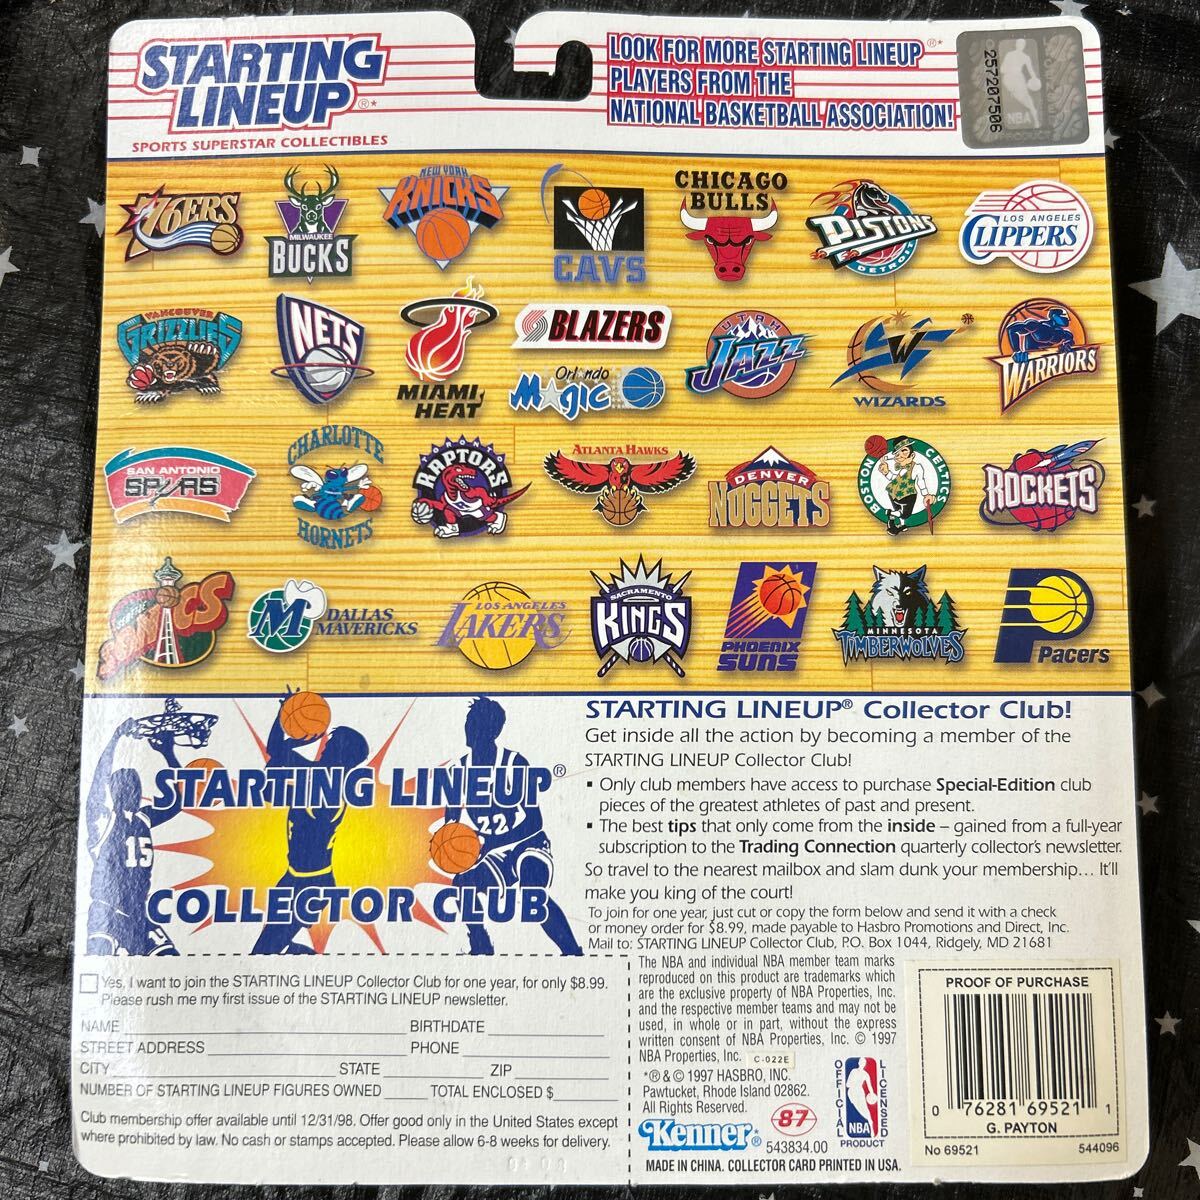 STARTING
LINEUP®*
SPORTS SUPERSTAR COLLECTIBLES
LOOK FOR MORE STARTING LINEUP®*
PLAYERS FROM THE
NATIONAL BASKETBALL ASSOCIATION!
257207506
NBA
76ERS
MILWAUKEE
BUCKS
NEW YORK
KNICKS
CAVS
CHICAGO
BULLS
PISTONS
DETROIT
LOS ANGELES
CLIPPERS
VANCOUVER
GRIZZLIES
NETS
MIAMI
HEAT
BLAZERS
Orlando
Magic
UTAH
JAZZ
W
WIZARDS
WARRIORS
SAN ANTONIO
SPURS
CHARLOTTE
HORNETS
TORONTO
RAPTORS
ATLANTA HAWKS
DENVER
NUGGETS
BOSTON
CELTICS
ROCKETS
SONICS
M
DALLAS
MAVERICKS
LOS ANGELES
LAKERS
SACRAMENTO
KINGS
PHOENIX
SUNS
MINNESOTA
TIMBERWOLVES
Pacers
STARTING LINEUP®
COLLECTOR CLUB
15
22
STARTING LINEUP® Collector Club!
Get inside all the action by becoming a member of the
STARTING LINEUP Collector Club!
▪ Only club members have access to purchase Special-Edition club
pieces of the greatest athletes of past and present.
▪ The best tips that only come from the inside – gained from a full-year
subscription to the Trading Connection quarterly collector's newsletter.
So travel to the nearest mailbox and slam dunk your membership... It'll
make you king of the court!
To join for one year, just cut or copy the form below and send it with a check
or money order for $8.99, made payable to Hasbro Promotions and Direct, Inc.
Mail to: STARTING LINEUP Collector Club, P.O. Box 1044, Ridgely, MD 21681
Yes, I want to join the STARTING LINEUP Collector Club for one year, for only $8.99.
Please rush me my first issue of the STARTING LINEUP newsletter.
NAME BIRTHDATE
STREET ADDRESS PHONE
CITY STATE ZIP
NUMBER OF STARTING LINEUP FIGURES OWNED TOTAL ENCLOSED $
Club membership offer available until 12/31/98. Offer good only in the United States except
where prohibited by law. No cash or stamps accepted. Please allow 6-8 weeks for delivery.
The NBA and individual NBA member team marks
reproduced on this product are trademarks which
are the exclusive property of NBA Properties, Inc.
and the respective member teams and may not be
used, in whole or in part, without the express
written consent of NBA Properties, Inc. © 1997
NBA Properties, Inc. C-022E
*® & © 1997 HASBRO, INC.
Pawtucket, Rhode Island 02862.
All Rights Reserved.
Kenner® 87
543834.00
MADE IN CHINA. COLLECTOR CARD PRINTED IN USA.
OFFICIAL
LICENSED
NBA
PRODUCT
PROOF OF PURCHASE
0 76281 69521 1
G. PAYTON
No 69521 544096